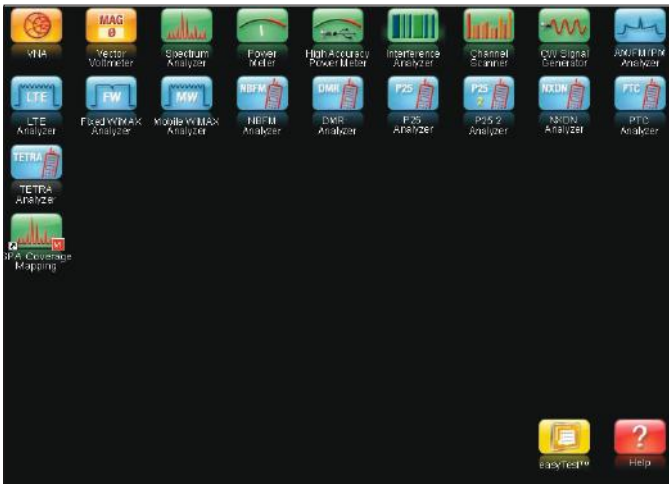 MAG
θ
VNA
Vector
Voltmeter
Spectrum
Analyzer
Power
Meter
High Accuracy
Power Meter
Interference
Analyzer
Channel
Scanner
CW Signal
Generator
AM/FM/PM
Analyzer
LTE
FW
MW
NBFM
DMR
P25
P25
2
NXDN
PTC
LTE
Analyzer
Fixed WiMAX
Analyzer
Mobile WiMAX
Analyzer
NBFM
Analyzer
DMR
Analyzer
P25
Analyzer
P25 2
Analyzer
NXDN
Analyzer
PTC
Analyzer
TETRA
TETRA
Analyzer
M
SPA Coverage
Mapping
?
easyTest™
Help